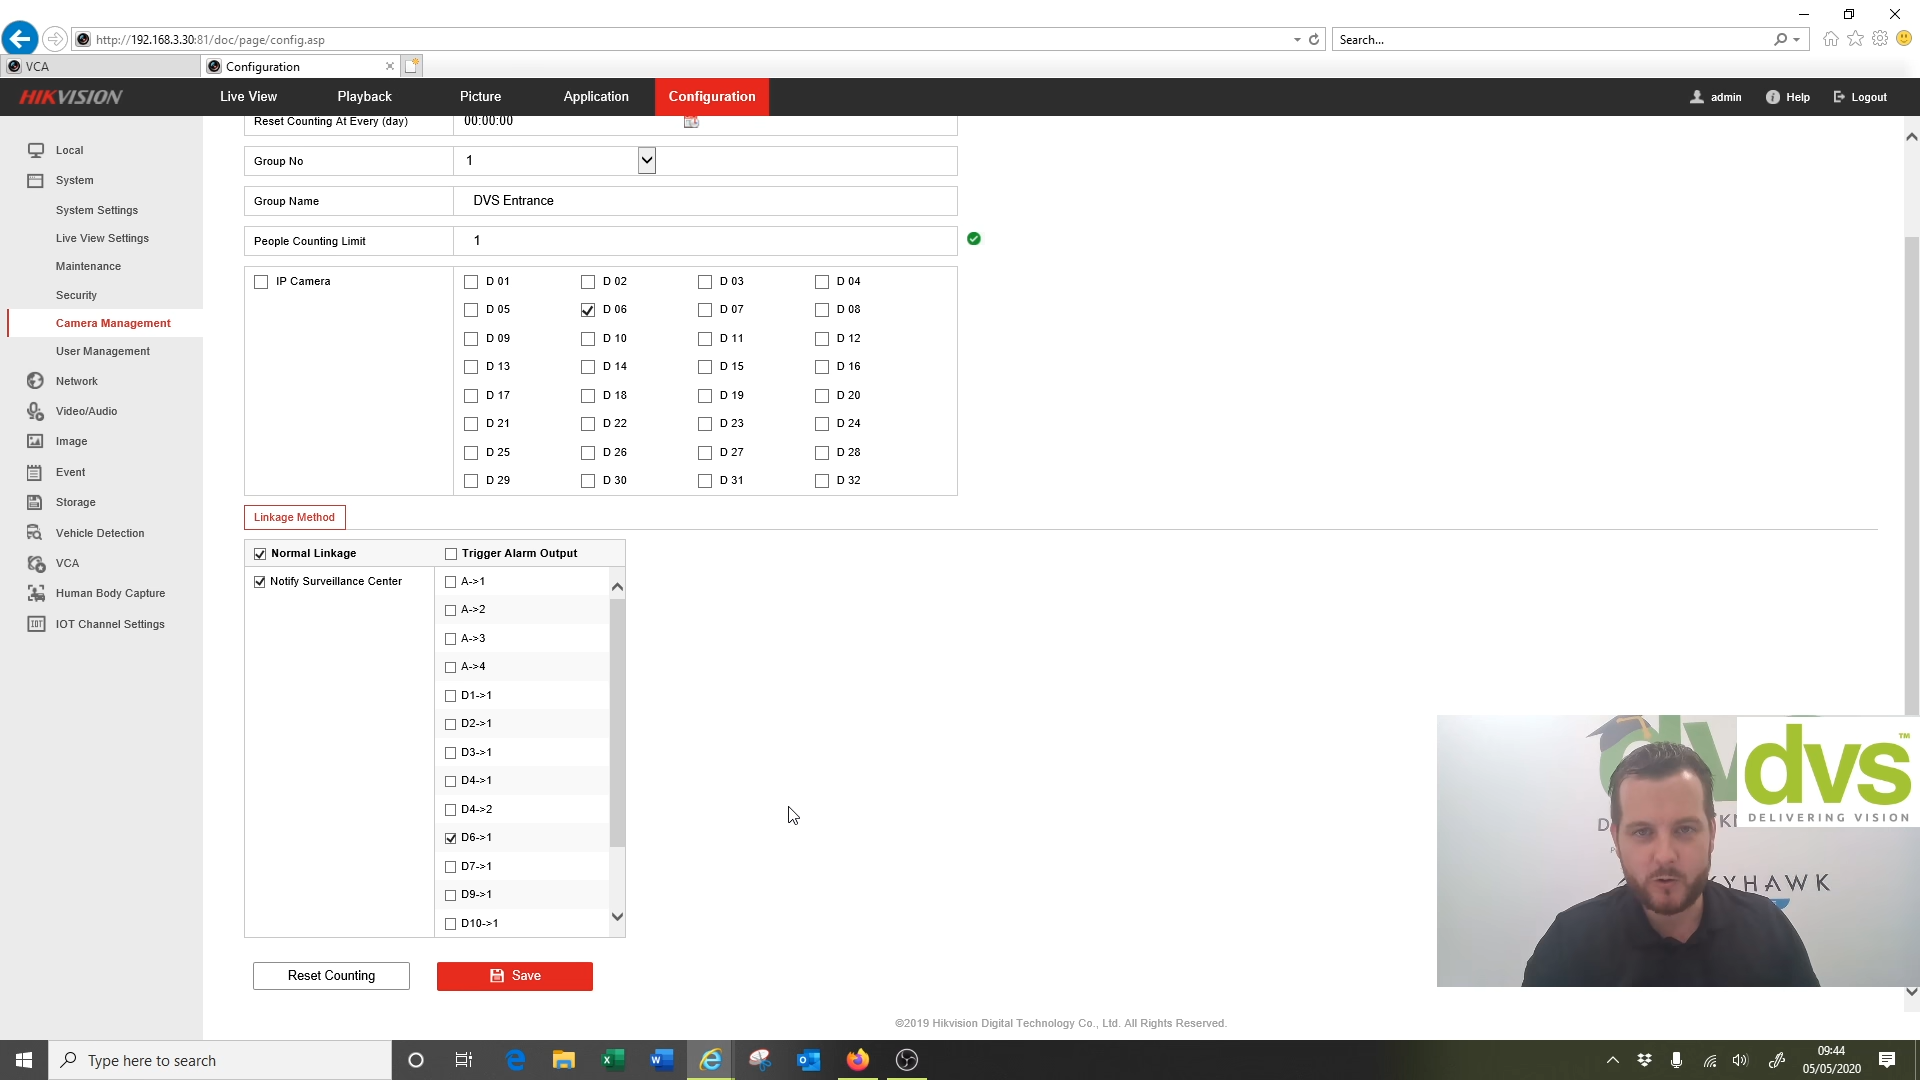 http://192.168.3.30:81/doc/page/config.asp
Search...
VCA
Configuration
HIKVISION
Live View
Playback
Picture
Application
Configuration
admin
Help
Logout
Local
System
System Settings
Live View Settings
Maintenance
Security
Camera Management
User Management
Network
Video/Audio
Image
Event
Storage
Vehicle Detection
VCA
Human Body Capture
IOT
IOT Channel Settings
Reset Counting At Every (day)
00:00:00
Group No
1
Group Name
DVS Entrance
People Counting Limit
1
IP Camera
D 01
D 02
D 03
D 04
D 05
D 06
D 07
D 08
D 09
D 10
D 11
D 12
D 13
D 14
D 15
D 16
D 17
D 18
D 19
D 20
D 21
D 22
D 23
D 24
D 25
D 26
D 27
D 28
D 29
D 30
D 31
D 32
Linkage Method
Normal Linkage
Trigger Alarm Output
Notify Surveillance Center
A->1
A->2
A->3
A->4
D1->1
D2->1
D3->1
D4->1
D4->2
D6->1
D7->1
D9->1
D10->1
Reset Counting
Save
©2019 Hikvision Digital Technology Co., Ltd. All Rights Reserved.
dvs™
DELIVERING VISION
YHAWK
Type here to search
09:44
05/05/2020